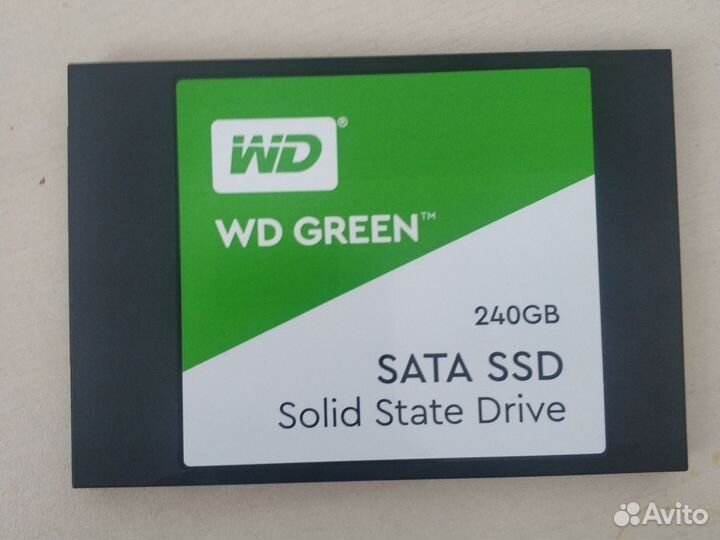 WD®
WD GREEN™
240GB
SATA SSD
Solid State Drive
Avito